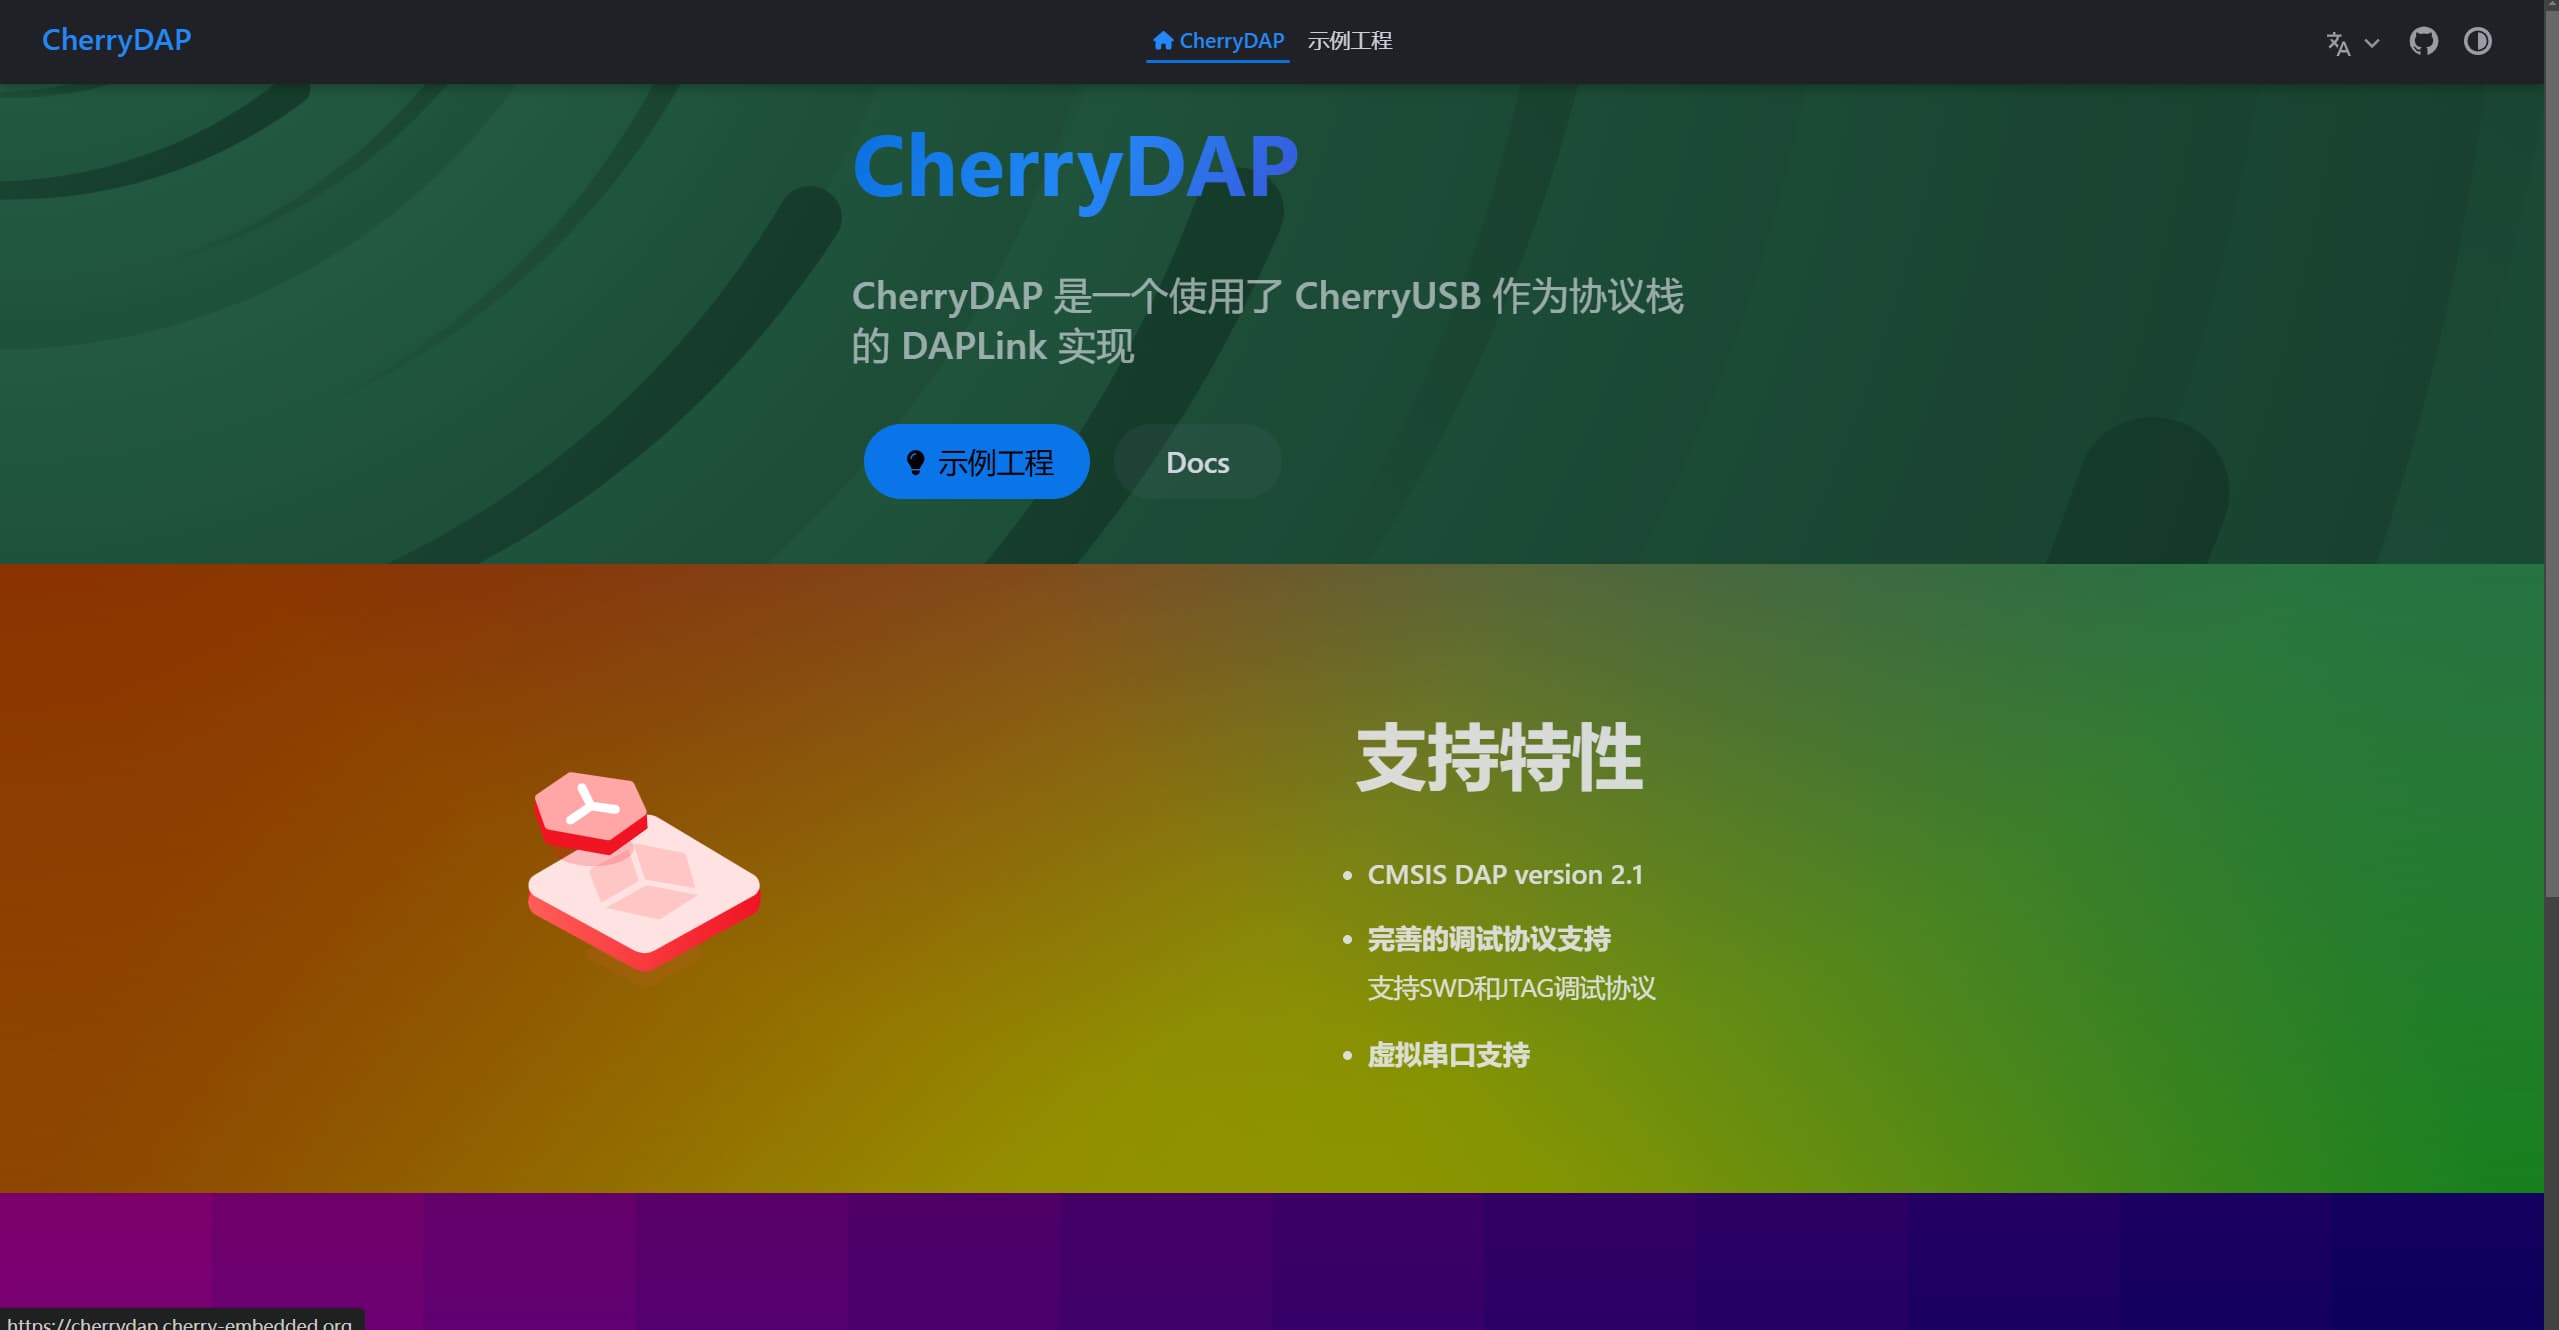 CherryDAP
CherryDAP 示例工程
CherryDAP
CherryDAP 是一个使用了 CherryUSB 作为协议栈
的 DAPLink 实现
示例工程 Docs
支持特性
CMSIS DAP version 2.1
完善的调试协议支持
支持SWD和JTAG调试协议
虚拟串口支持
https://cherrydap.cherry-embedded.org